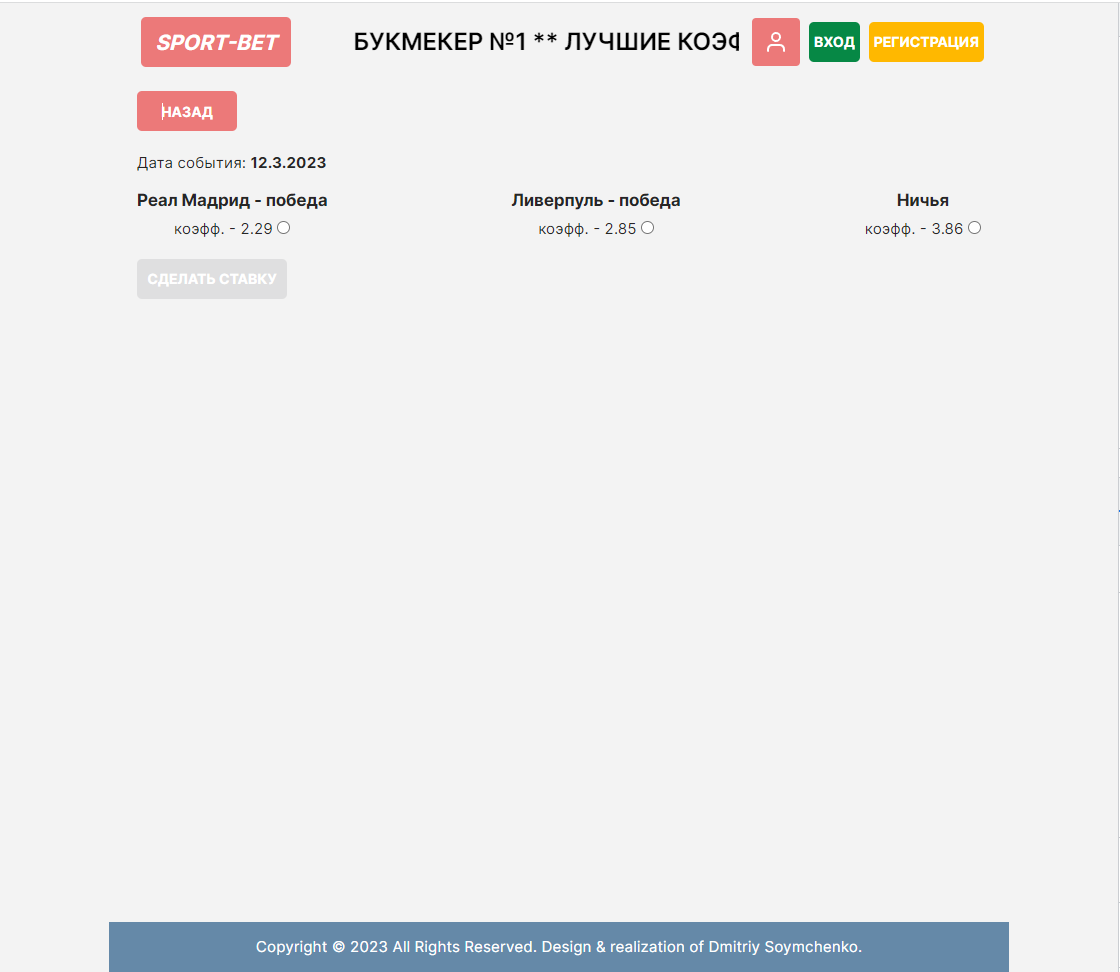 SPORT-BET
БУКМЕКЕР №1 ** ЛУЧШИЕ
ВХОД
РЕГИСТРАЦИЯ
НАЗАД
Дата события: 12.3.2023
Реал Мадрид - победа
коэфф. - 2.29
Ливерпуль - победа
коэфф. - 2.85
Ничья
коэфф. - 3.86
СДЕЛАТЬ СТАВКУ
Copyright © 2023 All Rights Reserved. Design & realization of Dmitriy Soymchenko.